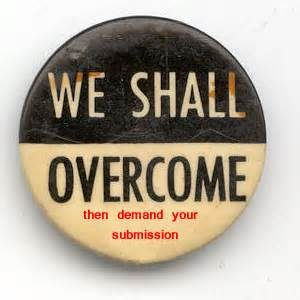 WE SHALL
OVERCOME
then demand your
submission